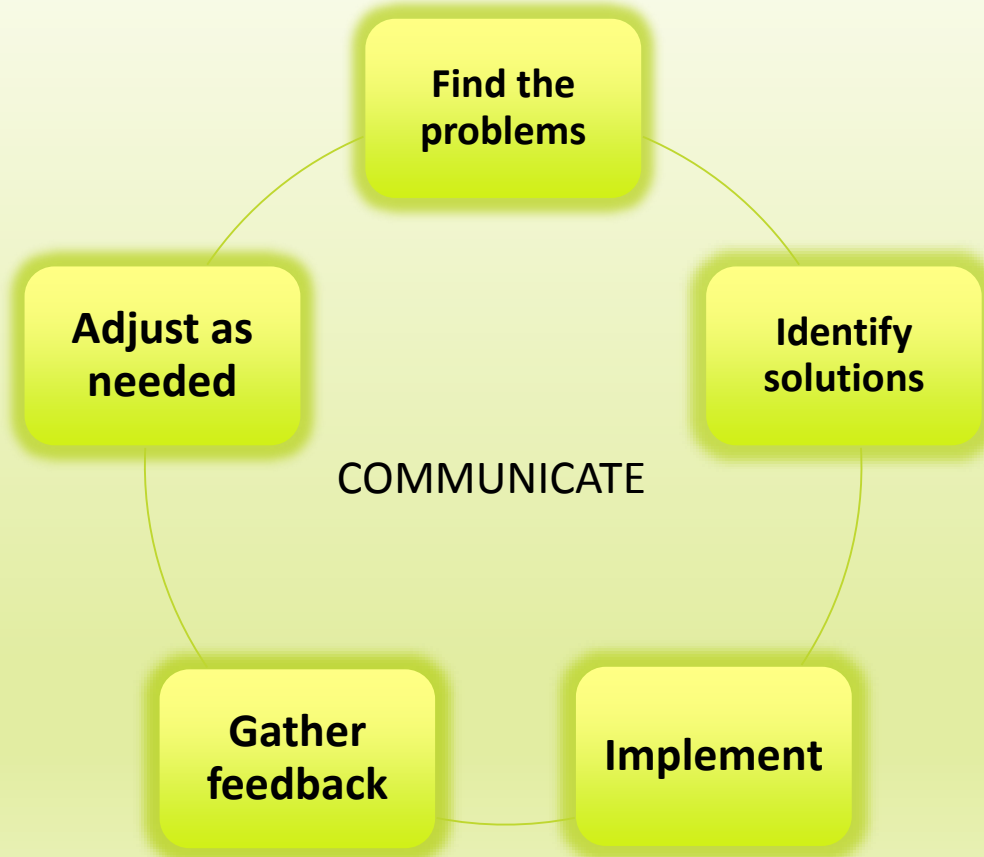 Find the
problems
Identify
solutions
Implement
Gather
feedback
Adjust as
needed
COMMUNICATE